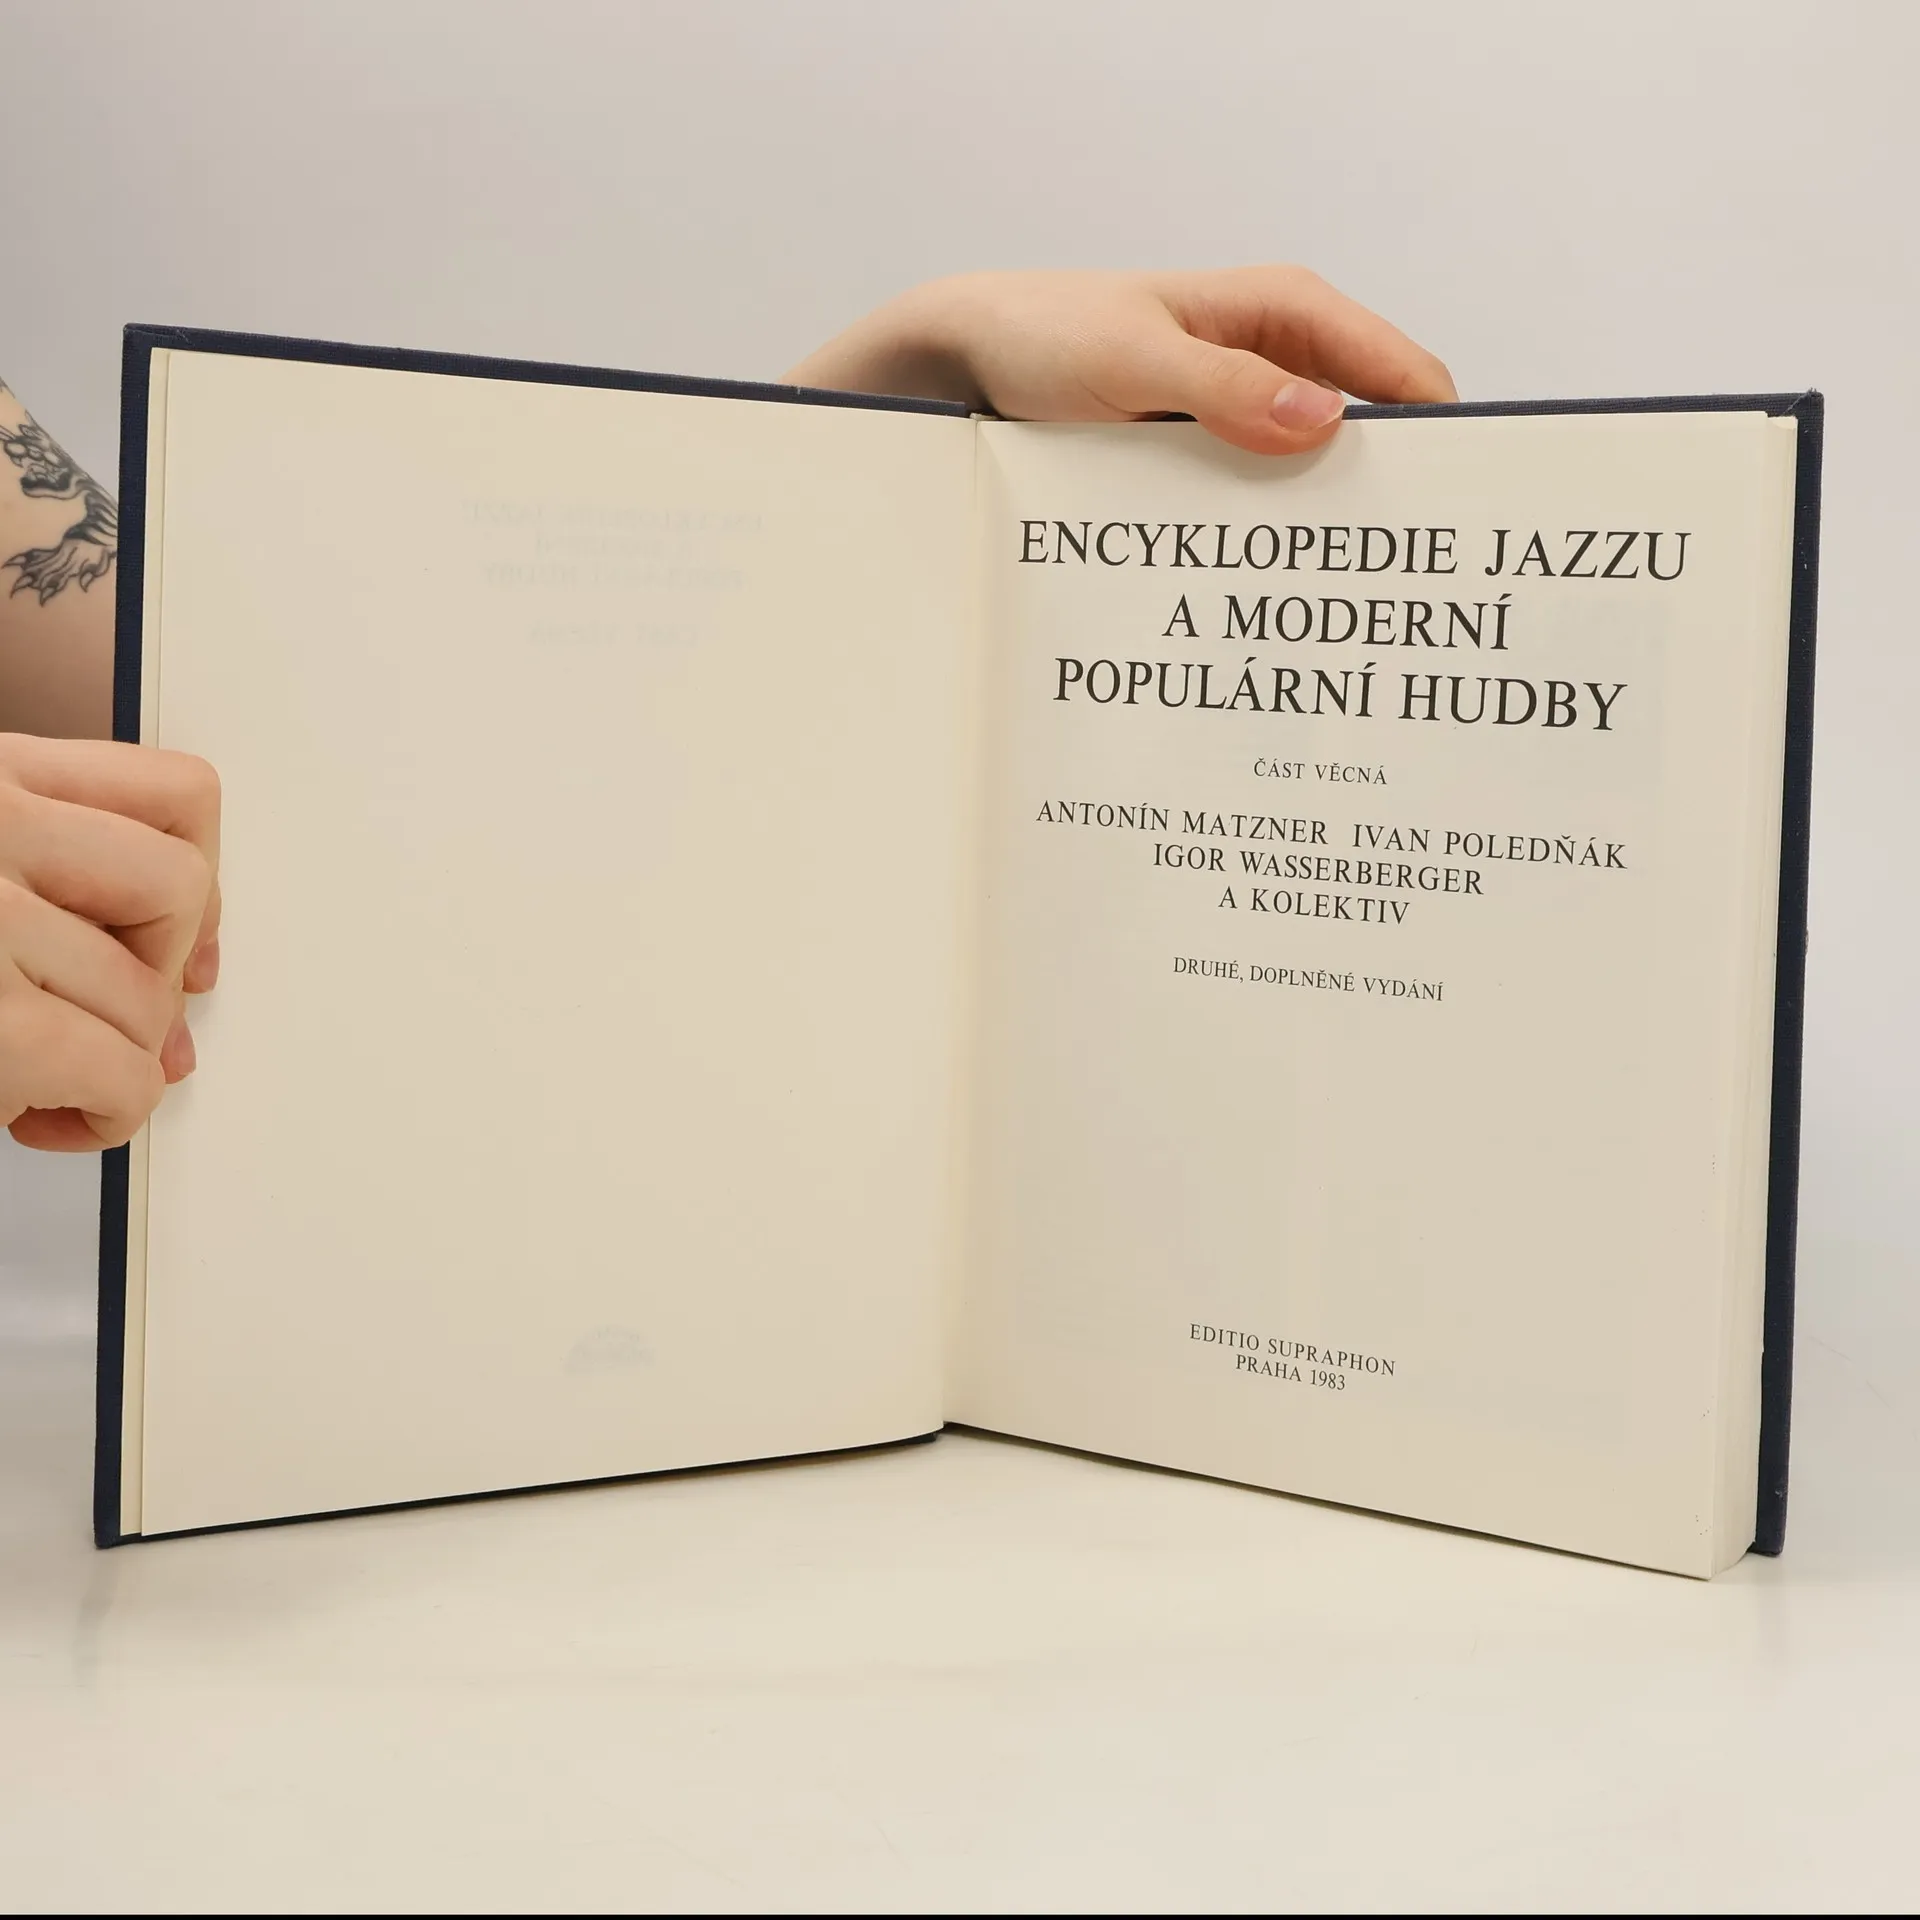 ENCYKLOPEDIE JAZZU
A MODERNÍ
POPULÁRNÍ HUDBY
ČÁST VĚCNÁ
ANTONÍN MATZNER IVAN POLEDŇÁK
IGOR WASSERBERGER
A KOLEKTIV
DRUHÉ, DOPLNĚNÉ VYDÁNÍ
EDITIO SUPRAPHON
PRAHA 1983